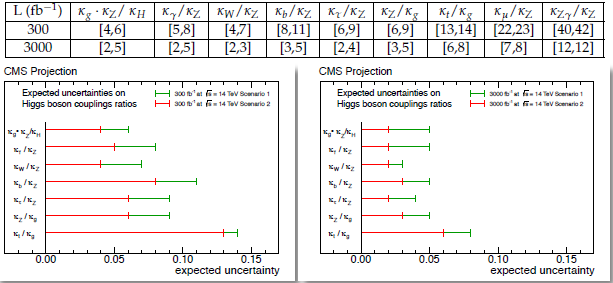 L (fb⁻¹) κg · κZ / κH κγ / κZ κW / κZ κb / κZ κτ / κZ κZ / κg κt / κg κμ / κZ κZγ / κZ
300 [4,6] [5,8] [4,7] [8,11] [6,9] [6,9] [13,14] [22,23] [40,42]
3000 [2,5] [2,5] [2,3] [3,5] [2,4] [3,5] [6,8] [7,8] [12,12]
CMS Projection
Expected uncertainties on
Higgs boson couplings ratios
300 fb⁻¹ at √s = 14 TeV Scenario 1
300 fb⁻¹ at √s = 14 TeV Scenario 2
κg• κZ /κH
κγ / κZ
κW / κZ
κb / κZ
κτ / κZ
κZ / κg
κt / κg
0.00 0.05 0.10 0.15
expected uncertainty
CMS Projection
Expected uncertainties on
Higgs boson couplings ratios
3000 fb⁻¹ at √s = 14 TeV Scenario 1
3000 fb⁻¹ at √s = 14 TeV Scenario 2
κg• κZ /κH
κγ / κZ
κW / κZ
κb / κZ
κτ / κZ
κZ / κg
κt / κg
0.00 0.05 0.10 0.15
expected uncertainty